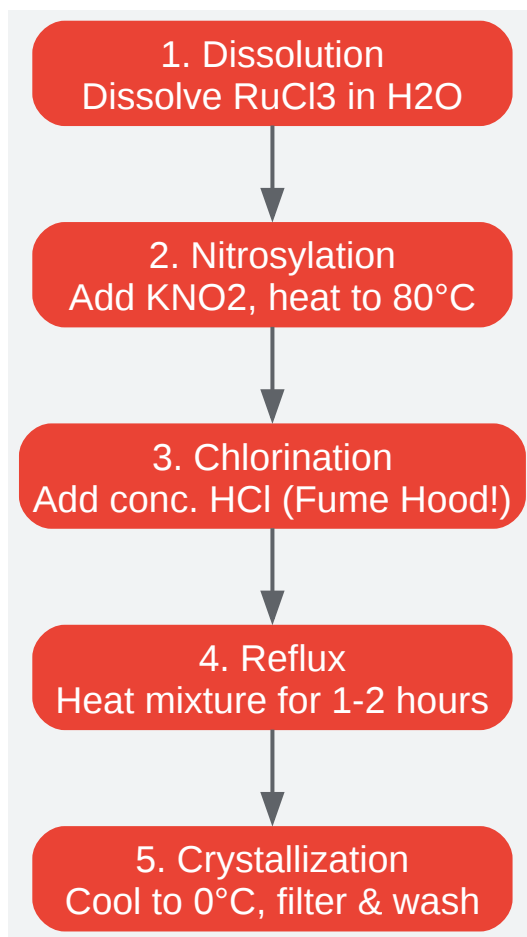 1. Dissolution
Dissolve RuCl3 in H2O
2. Nitrosylation
Add KNO2, heat to 80°C
3. Chlorination
Add conc. HCl (Fume Hood!)
4. Reflux
Heat mixture for 1-2 hours
5. Crystallization
Cool to 0°C, filter & wash